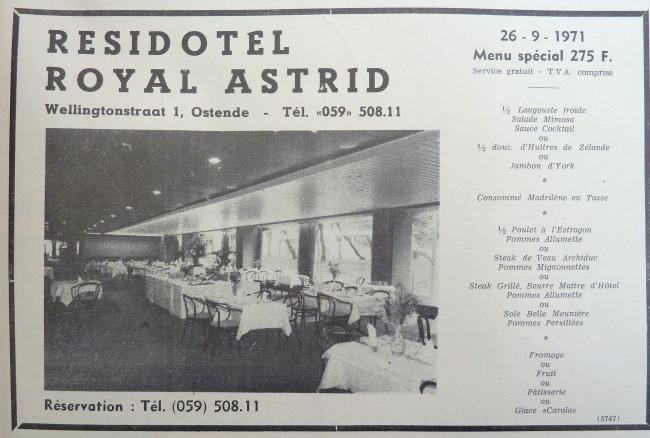 RESIDOTEL
ROYAL ASTRID
Wellingtonstraat 1, Ostende - Tél. «059» 508.11
Réservation : Tél. (059) 508.11
26 - 9 - 1971
Menu spécial 275 F.
Service gratuit - T.V.A. comprise
½ Langouste froide
Salade Mimosa
Sauce Cocktail
ou
½ douz. d'Huitres de Zélande
ou
Jambon d'York
*
Consommé Madrilène en Tasse
*
½ Poulet à l'Estragon
Pommes Allumette
ou
Steak de Veau Archiduc
Pommes Mignonnettes
ou
Steak Grillé, Beurre Maître d'Hôtel
Pommes Allumette
ou
Sole Belle Meunière
Pommes Persillées
*
Fromage
ou
Fruit
ou
Pâtisserie
ou
Glace «Carola»
(5747)